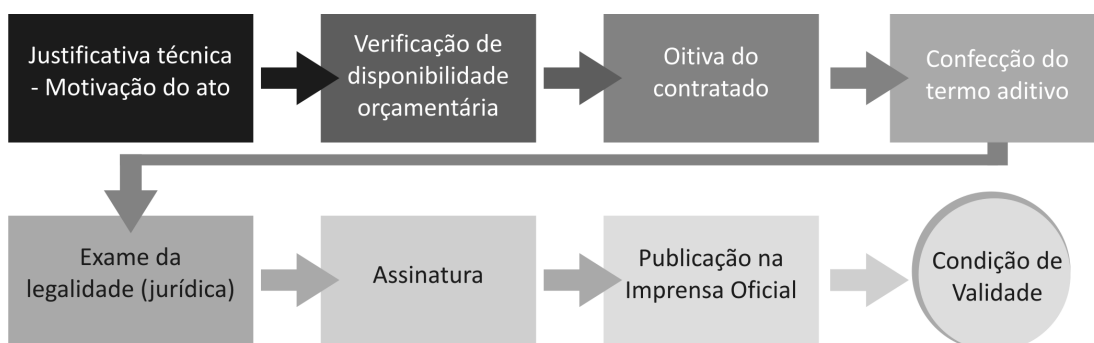 Justificativa técnica
- Motivação do ato
Verificação de
disponibilidade
orçamentária
Oitiva do
contratado
Confecção do
termo aditivo
Exame da
legalidade (jurídica)
Assinatura
Publicação na
Imprensa Oficial
Condição de
Validade